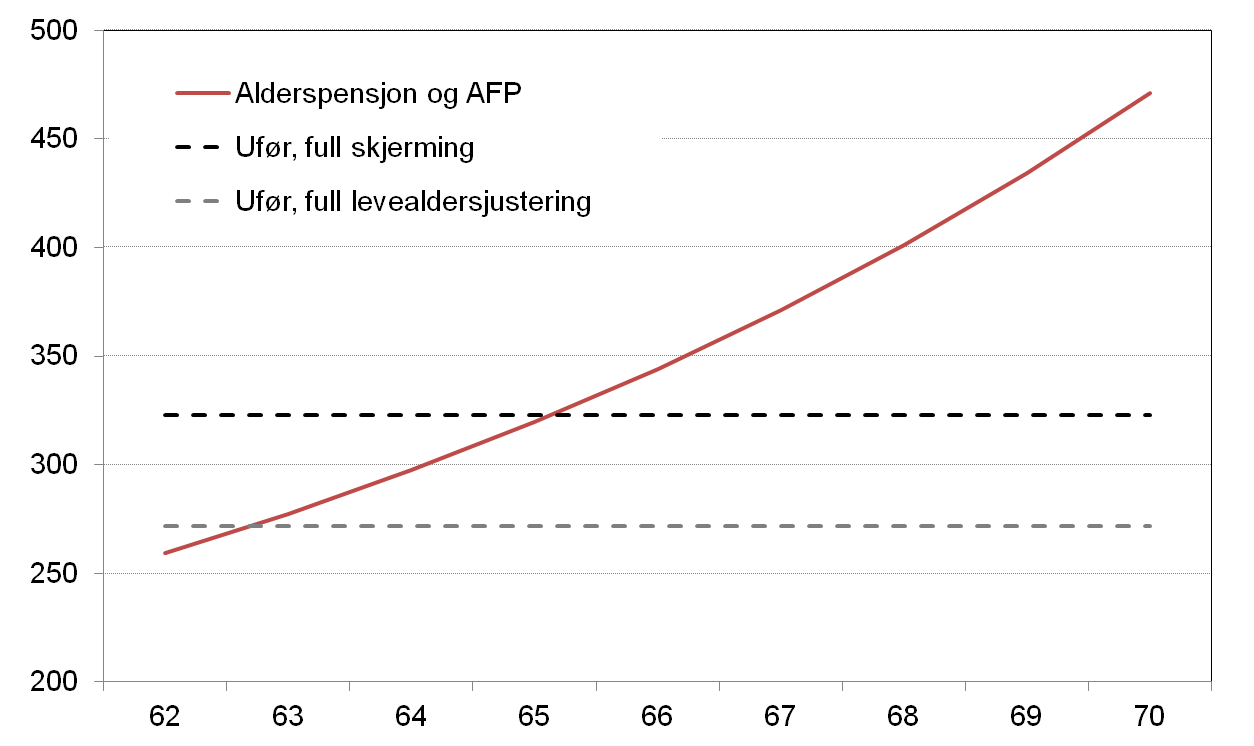 500
Alderspensjon og AFP
450
Ufør, full skjerming
Ufør, full levealdersjustering
400
350
300
250
200
62 63 64 65 66 67 68 69 70